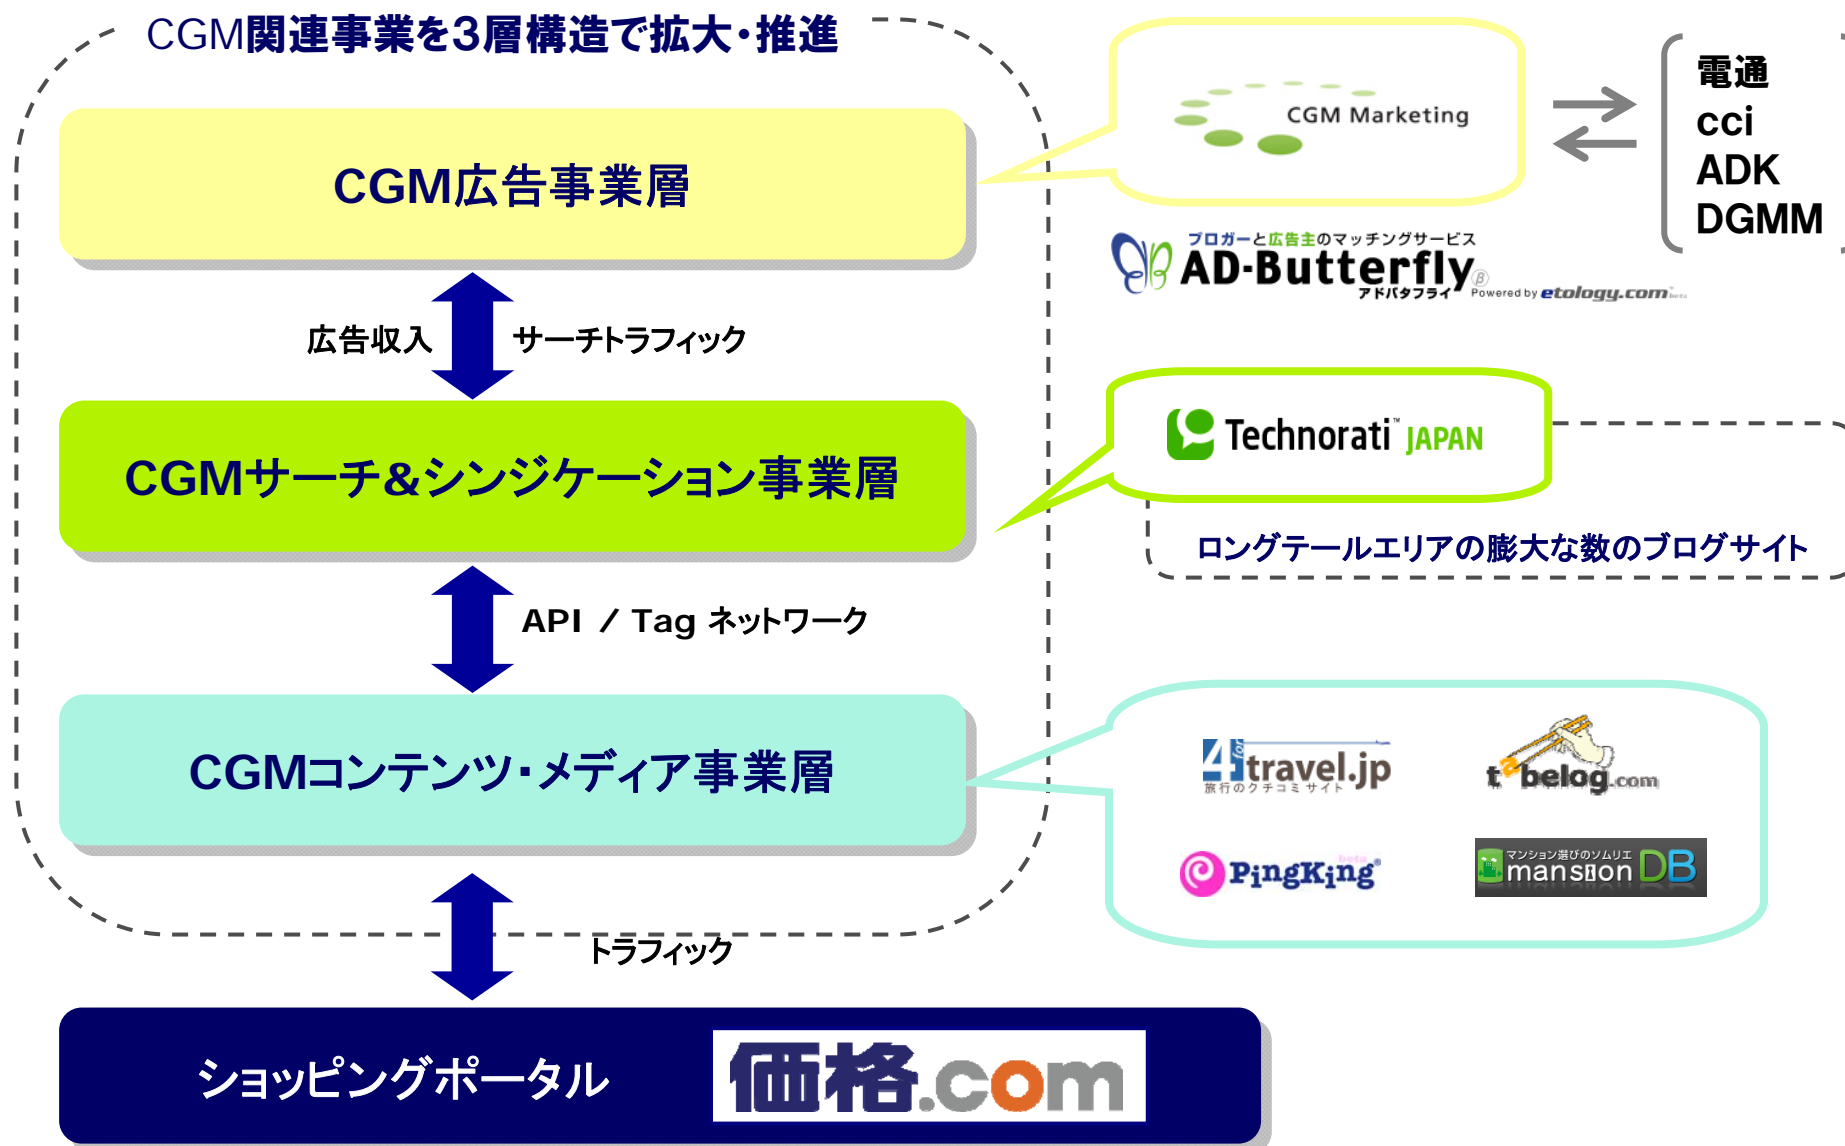 CGM関連事業を3層構造で拡大・推進
CGM広告事業層
広告収入
サーチトラフィック
CGMサーチ&シンジケーション事業層
API / Tag ネットワーク
CGMコンテンツ・メディア事業層
トラフィック
ショッピングポータル
価格.com
CGM Marketing
電通
cci
ADK
DGMM
ブロガーと広告主のマッチングサービス
AD-Butterfly β
アドバタフライ
Powered by etology.com beta
Technorati™ JAPAN
ロングテールエリアの膨大な数のブログサイト
4 for travel.jp
旅行のクチコミサイト
tabelog.com
PingKing® beta
マンション選びのソムリエ
mansion DB